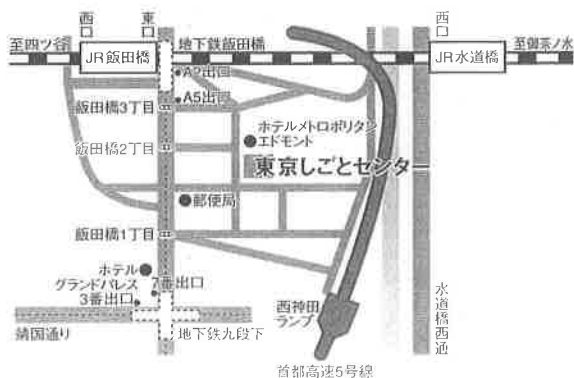 西口
東口
西口
至四ツ谷
JR飯田橋
地下鉄飯田橋
JR水道橋
至御茶ノ水
A2出口
A5出口
飯田橋3丁目
ホテルメトロポリタン
エドモント
飯田橋2丁目
東京しごとセンター
郵便局
飯田橋1丁目
ホテル
グランドパレス
7番出口
3番出口
西神田
ランプ
水道橋西通
靖国通り
地下鉄九段下
首都高速5号線